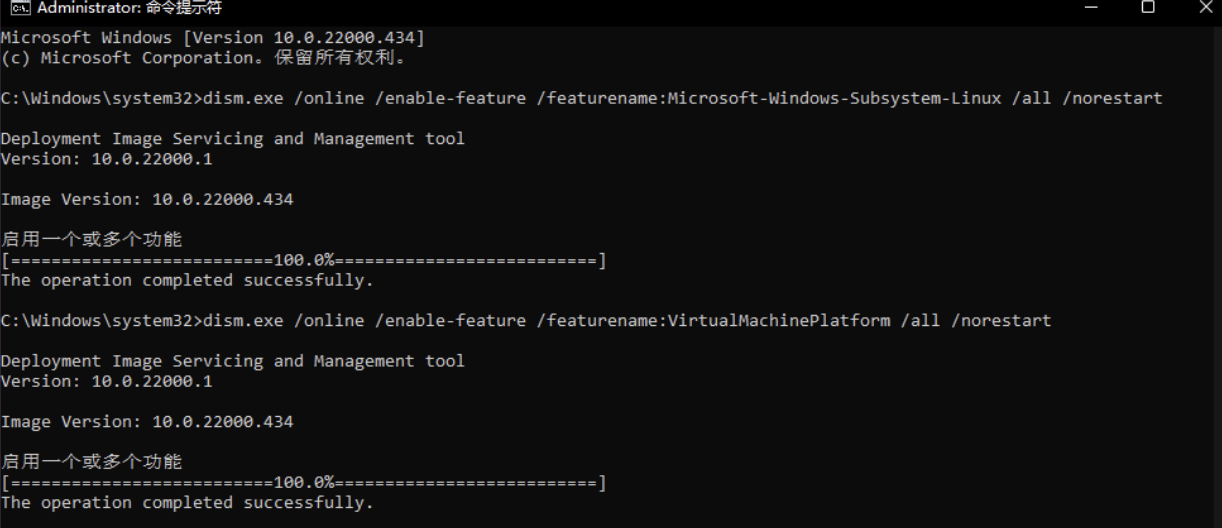 Administrator: 命令提示符
Microsoft Windows [Version 10.0.22000.434]
(c) Microsoft Corporation。保留所有权利。
C:\Windows\system32>dism.exe /online /enable-feature /featurename:Microsoft-Windows-Subsystem-Linux /all /norestart
Deployment Image Servicing and Management tool
Version: 10.0.22000.1
Image Version: 10.0.22000.434
启用一个或多个功能
[==========================100.0%==========================]
The operation completed successfully.
C:\Windows\system32>dism.exe /online /enable-feature /featurename:VirtualMachinePlatform /all /norestart
Deployment Image Servicing and Management tool
Version: 10.0.22000.1
Image Version: 10.0.22000.434
启用一个或多个功能
[==========================100.0%==========================]
The operation completed successfully.